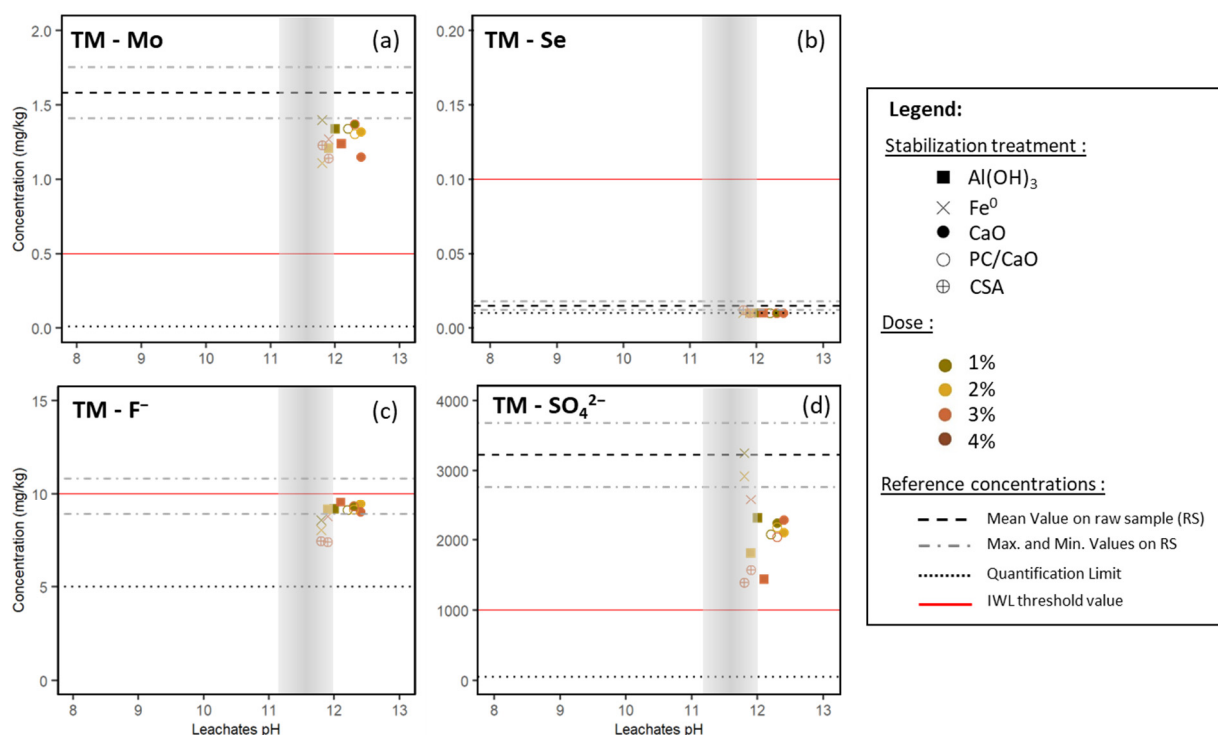 TM - Mo
(a)
Concentration (mg/kg)
2.0
1.5
1.0
0.5
0.0
8 9 10 11 12 13
TM - Se
(b)
0.20
0.15
0.10
0.05
0.00
8 9 10 11 12 13
TM - F⁻
(c)
Concentration (mg/kg)
15
10
5
0
8 9 10 11 12 13
Leachates pH
TM - SO₄²⁻
(d)
4000
3000
2000
1000
0
8 9 10 11 12 13
Leachates pH
Legend:
Stabilization treatment :
Al(OH)₃
Fe⁰
CaO
PC/CaO
CSA
Dose :
1%
2%
3%
4%
Reference concentrations :
Mean Value on raw sample (RS)
Max. and Min. Values on RS
Quantification Limit
IWL threshold value